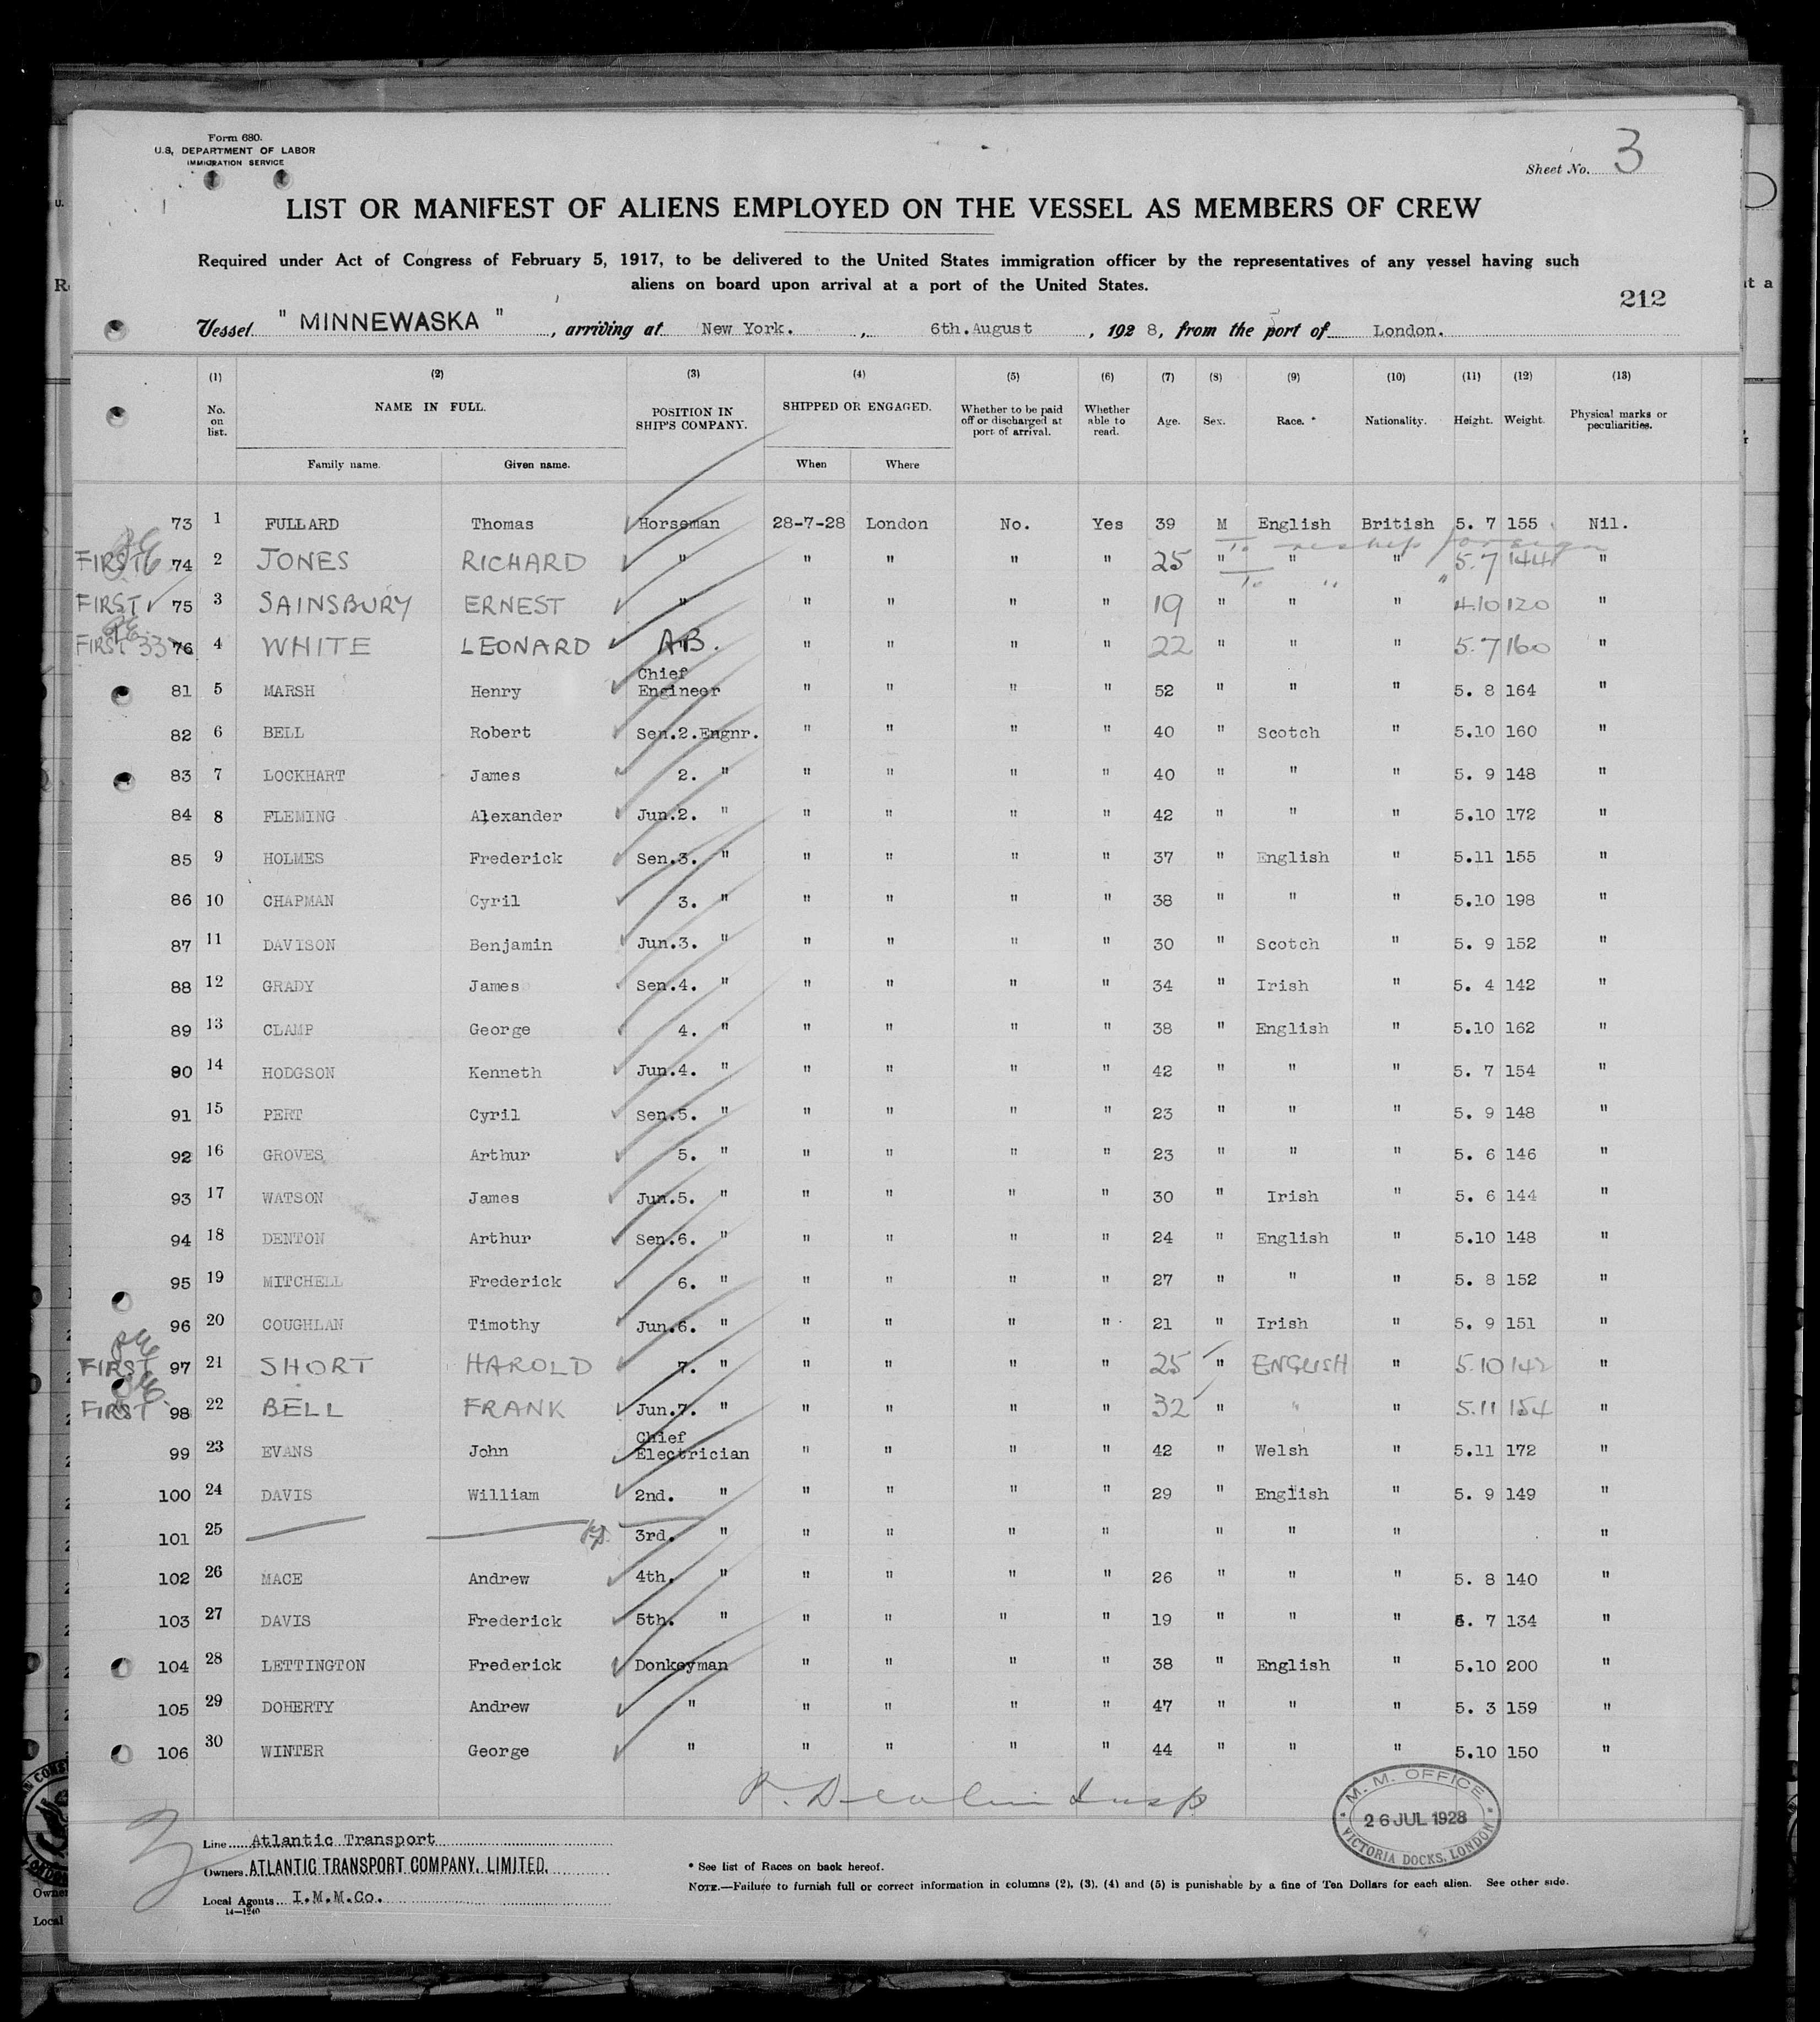 Form 680.
U.S. DEPARTMENT OF LABOR
IMMIGRATION SERVICE
Sheet No. 3
LIST OR MANIFEST OF ALIENS EMPLOYED ON THE VESSEL AS MEMBERS OF CREW
Required under Act of Congress of February 5, 1917, to be delivered to the United States immigration officer by the representatives of any vessel having such
aliens on board upon arrival at a port of the United States.
212
Vessel " MINNEWASKA ", arriving at New York. , 6th.August , 1928, from the port of London.
(1) (2) (3) (4) (5) (6) (7) (8) (9) (10) (11) (12) (13)
No. on list. NAME IN FULL. POSITION IN SHIP'S COMPANY. SHIPPED OR ENGAGED. Whether to be paid off or discharged at port of arrival. Whether able to read. Age. Sex. Race. * Nationality. Height. Weight. Physical marks or peculiarities.
Family name. Given name. When Where
73 1 FULLARD Thomas Horseman 28-7-28 London No. Yes 39 M English British 5. 7 155 Nil.
To reship foreign
FIRST 74 2 JONES RICHARD " " " " " 25 " " " 5.7 144 "
To " "
FIRST 75 3 SAINSBURY ERNEST " " " " " 19 " " " 4.10 120 "
FIRST 33 76 4 WHITE LEONARD AB. " " " " 22 " " " 5.7 160 "
81 5 MARSH Henry Chief Engineer " " " " 52 " " " 5. 8 164 "
82 6 BELL Robert Sen.2.Engnr. " " " " 40 " Scotch " 5.10 160 "
83 7 LOCKHART James 2. " " " " " 40 " " " 5. 9 148 "
84 8 FLEMING Alexander Jun.2. " " " " " 42 " " " 5.10 172 "
85 9 HOLMES Frederick Sen.3. " " " " " 37 " English " 5.11 155 "
86 10 CHAPMAN Cyril 3. " " " " " 38 " " " 5.10 198 "
87 11 DAVISON Benjamin Jun.3. " " " " " 30 " Scotch " 5. 9 152 "
88 12 GRADY James Sen.4. " " " " " 34 " Irish " 5. 4 142 "
89 13 CLAMP George 4. " " " " " 38 " English " 5.10 162 "
90 14 HODGSON Kenneth Jun.4. " " " " " 42 " " " 5. 7 154 "
91 15 PERT Cyril Sen.5. " " " " " 23 " " " 5. 9 148 "
92 16 GROVES Arthur 5. " " " " " 23 " " " 5. 6 146 "
93 17 WATSON James Jun.5. " " " " " 30 " Irish " 5. 6 144 "
94 18 DENTON Arthur Sen.6. " " " " " 24 " English " 5.10 148 "
95 19 MITCHELL Frederick 6. " " " " " 27 " " " 5. 8 152 "
96 20 COUGHLAN Timothy Jun.6. " " " " " 21 " Irish " 5. 9 151 "
FIRST 97 21 SHORT HAROLD 7. " " " " " 25 " ENGLISH " 5.10 142 "
FIRST 98 22 BELL FRANK Jun.7. " " " " " 32 " " " 5.11 154 "
99 23 EVANS John Chief Electrician " " " " 42 " Welsh " 5.11 172 "
100 24 DAVIS William 2nd. " " " " " 29 " English " 5. 9 149 "
101 25 3rd. " " " " " " " " "
102 26 MACE Andrew 4th. " " " " " 26 " " " 5. 8 140 "
103 27 DAVIS Frederick 5th. " " " " " 19 " " " 5. 7 134 "
104 28 LETTINGTON Frederick Donkeyman " " " " 38 " English " 5.10 200 "
105 29 DOHERTY Andrew " " " " " 47 " " " 5. 3 159 "
106 30 WINTER George " " " " " 44 " " " 5.10 150 "
M. M. OFFICE
26 JUL 1928
VICTORIA DOCKS, LONDON
Line Atlantic Transport
Owners ATLANTIC TRANSPORT COMPANY, LIMITED.
Local Agents I.M.M.Co.
14—1240
* See list of Races on back hereof.
NOTE.—Failure to furnish full or correct information in columns (2), (3), (4) and (5) is punishable by a fine of Ten Dollars for each alien. See other side.